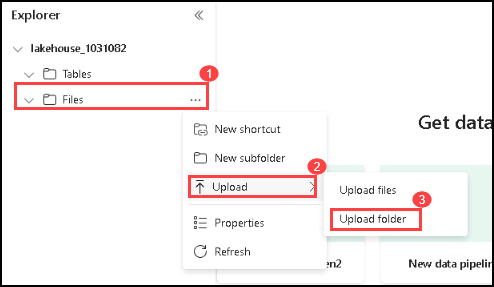 Explorer
lakehouse_1031082
Tables
1
Files
...
New shortcut
New subfolder
2
Upload
Properties
Refresh
Upload files
3
Upload folder
Get data
en2
New data pipelin